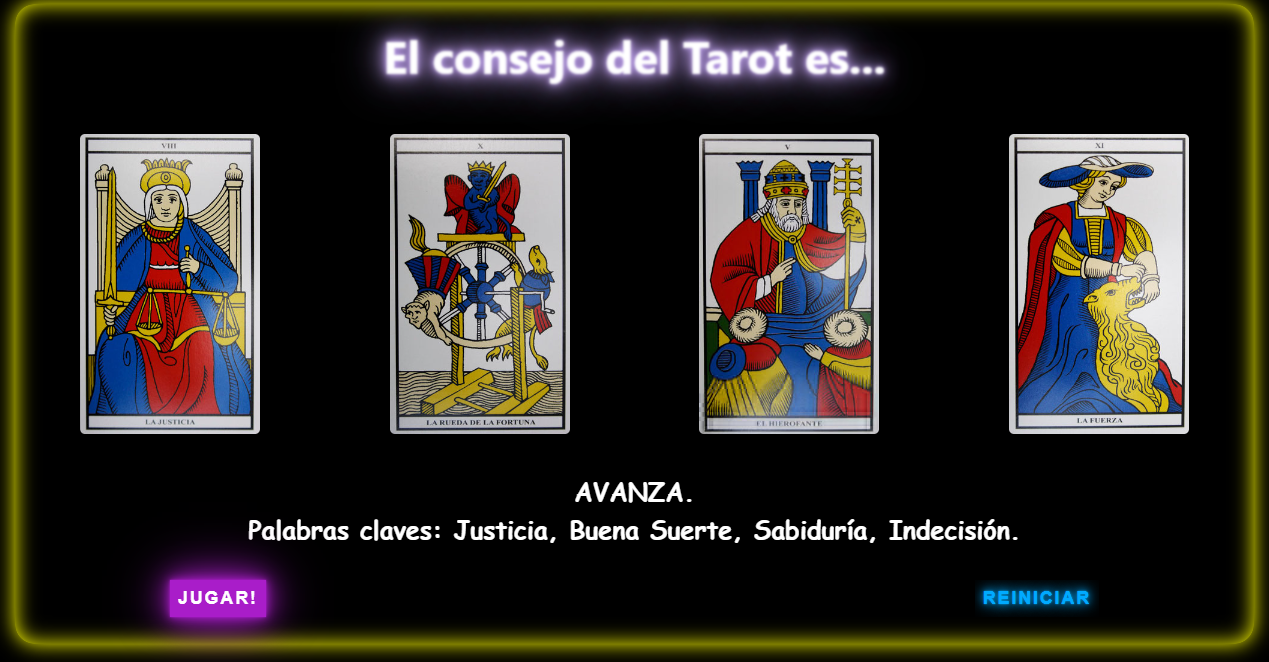 El consejo del Tarot es...
VIII
X
V
XI
LA JUSTICIA
LA RUEDA DE LA FORTUNA
EL HIEROFANTE
LA FUERZA
AVANZA.
Palabras claves: Justicia, Buena Suerte, Sabiduría, Indecisión.
JUGAR!
REINICIAR